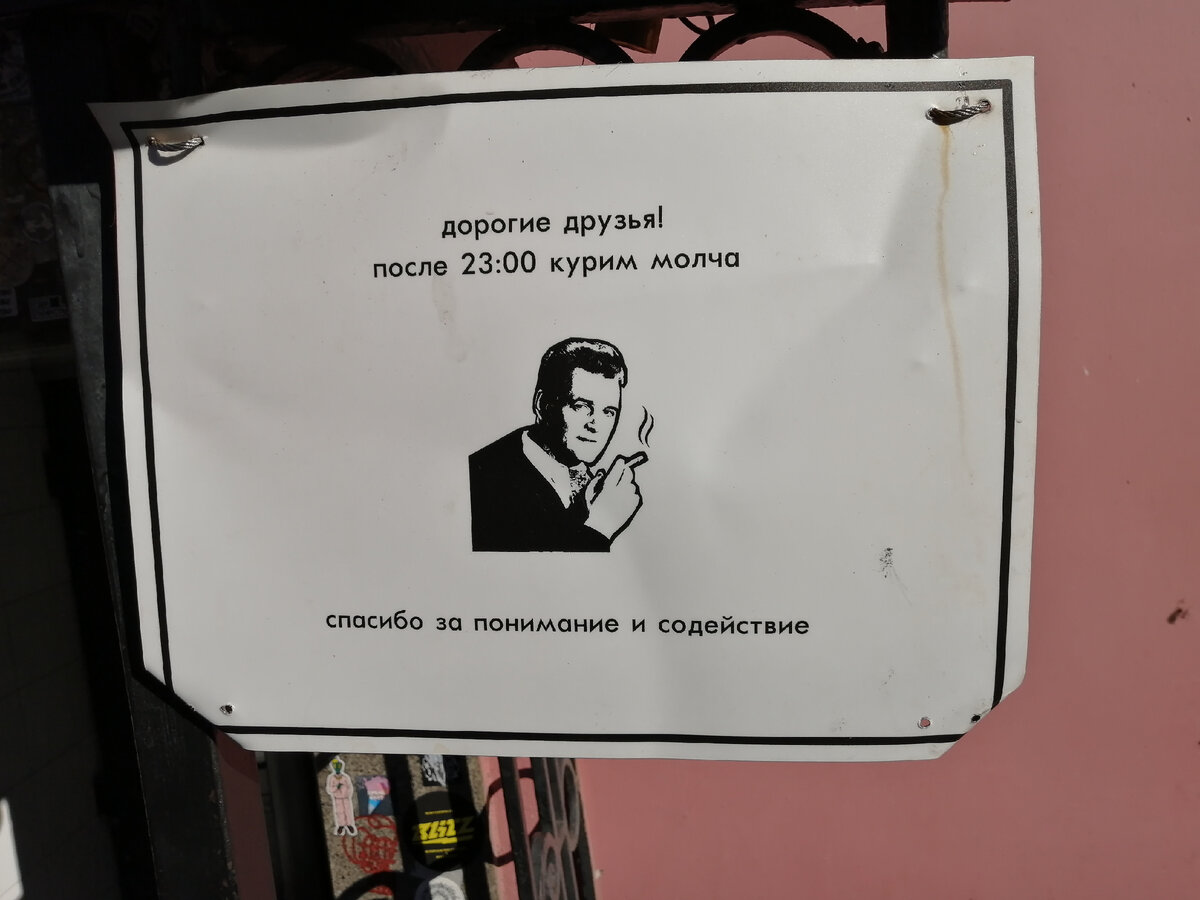 дорогие друзья!
после 23:00 курим молча
спасибо за понимание и содействие